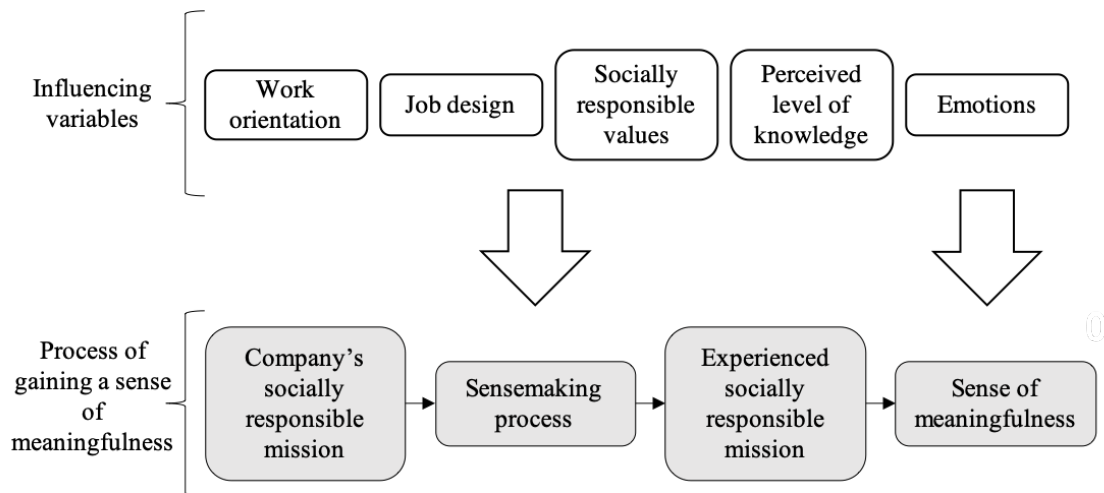 Influencing
variables
Work
orientation
Job design
Socially
responsible
values
Perceived
level of
knowledge
Emotions
Process of
gaining a sense
of
meaningfulness
Company’s
socially
responsible
mission
Sensemaking
process
Experienced
socially
responsible
mission
Sense of
meaningfulness